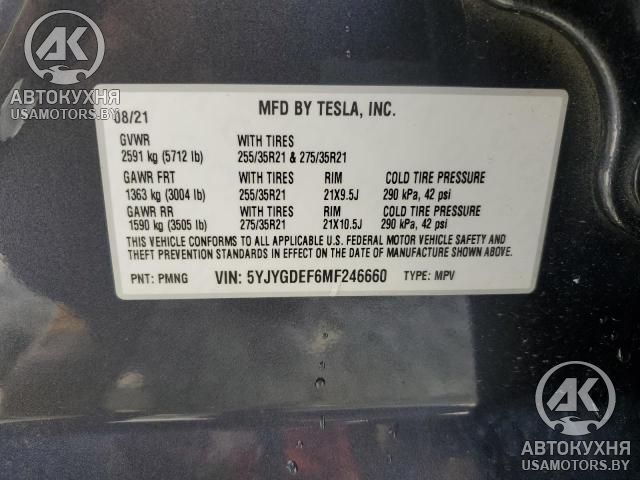 АК
АВТОКУХНЯ
USAMOTORS.BY
08/21 MFD BY TESLA, INC.
GVWR WITH TIRES
2591 kg (5712 lb) 255/35R21 & 275/35R21
GAWR FRT WITH TIRES RIM COLD TIRE PRESSURE
1363 kg (3004 lb) 255/35R21 21X9.5J 290 kPa, 42 psi
GAWR RR WITH TIRES RIM COLD TIRE PRESSURE
1590 kg (3505 lb) 275/35R21 21X10.5J 290 kPa, 42 psi
THIS VEHICLE CONFORMS TO ALL APPLICABLE U.S. FEDERAL MOTOR VEHICLE SAFETY AND
THEFT PREVENTION STANDARDS IN EFFECT ON THE DATE OF MANUFACTURE SHOWN ABOVE.
PNT: PMNG VIN: 5YJYGDEF6MF246660 TYPE: MPV
АК
АВТОКУХНЯ
USAMOTORS.BY